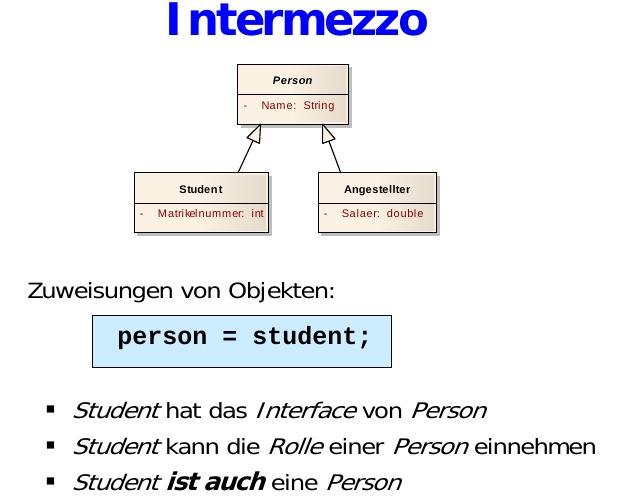 Intermezzo
Person
- Name: String
Student
- Matrikelnummer: int
Angestellter
- Salaer: double
Zuweisungen von Objekten:
person = student;
▪ Student hat das Interface von Person
▪ Student kann die Rolle einer Person einnehmen
▪ Student ist auch eine Person